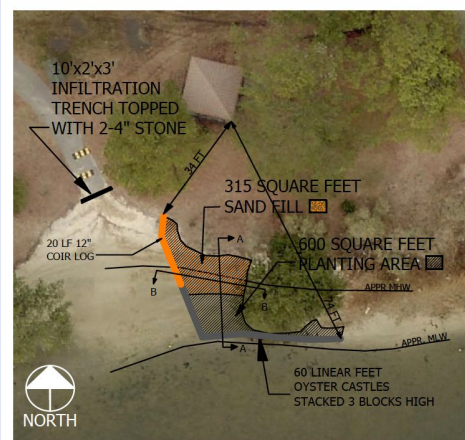 10'x2'x3'
INFILTRATION
TRENCH TOPPED
WITH 2-4" STONE
34 FT
315 SQUARE FEET
SAND FILL
A
20 LF 12"
COIR LOG
600 SQUARE FEET
PLANTING AREA
B
B
APPR MHW
FT
A
APPR. MLW
60 LINEAR FEET
OYSTER CASTLES
STACKED 3 BLOCKS HIGH
NORTH